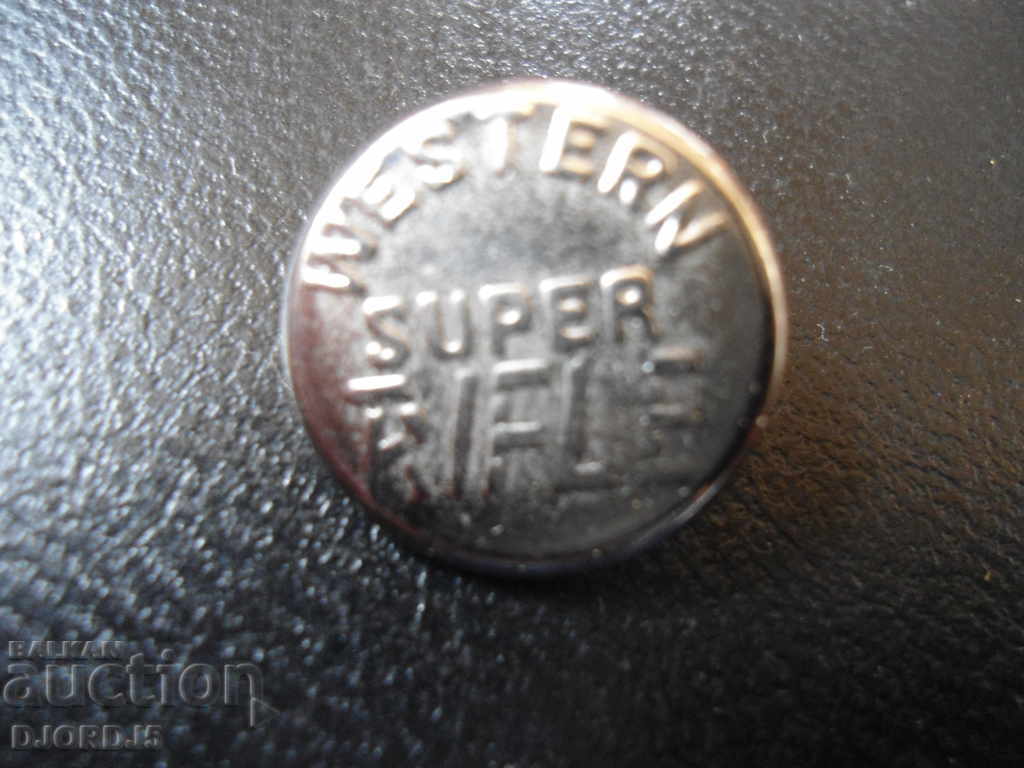 WESTERN
SUPER
RIFLE
BALKAN
auction
DJORDJ5